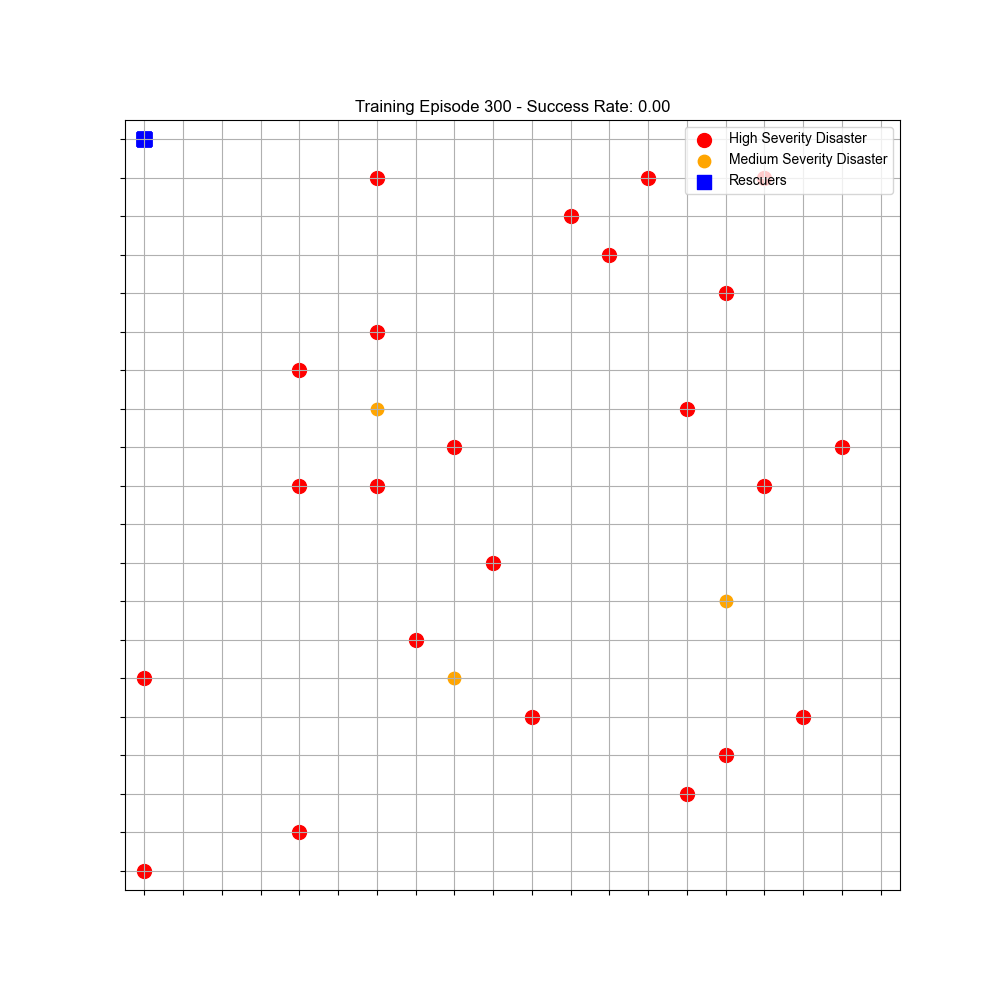 Training Episode 300 - Success Rate: 0.00
High Severity Disaster
Medium Severity Disaster
Rescuers